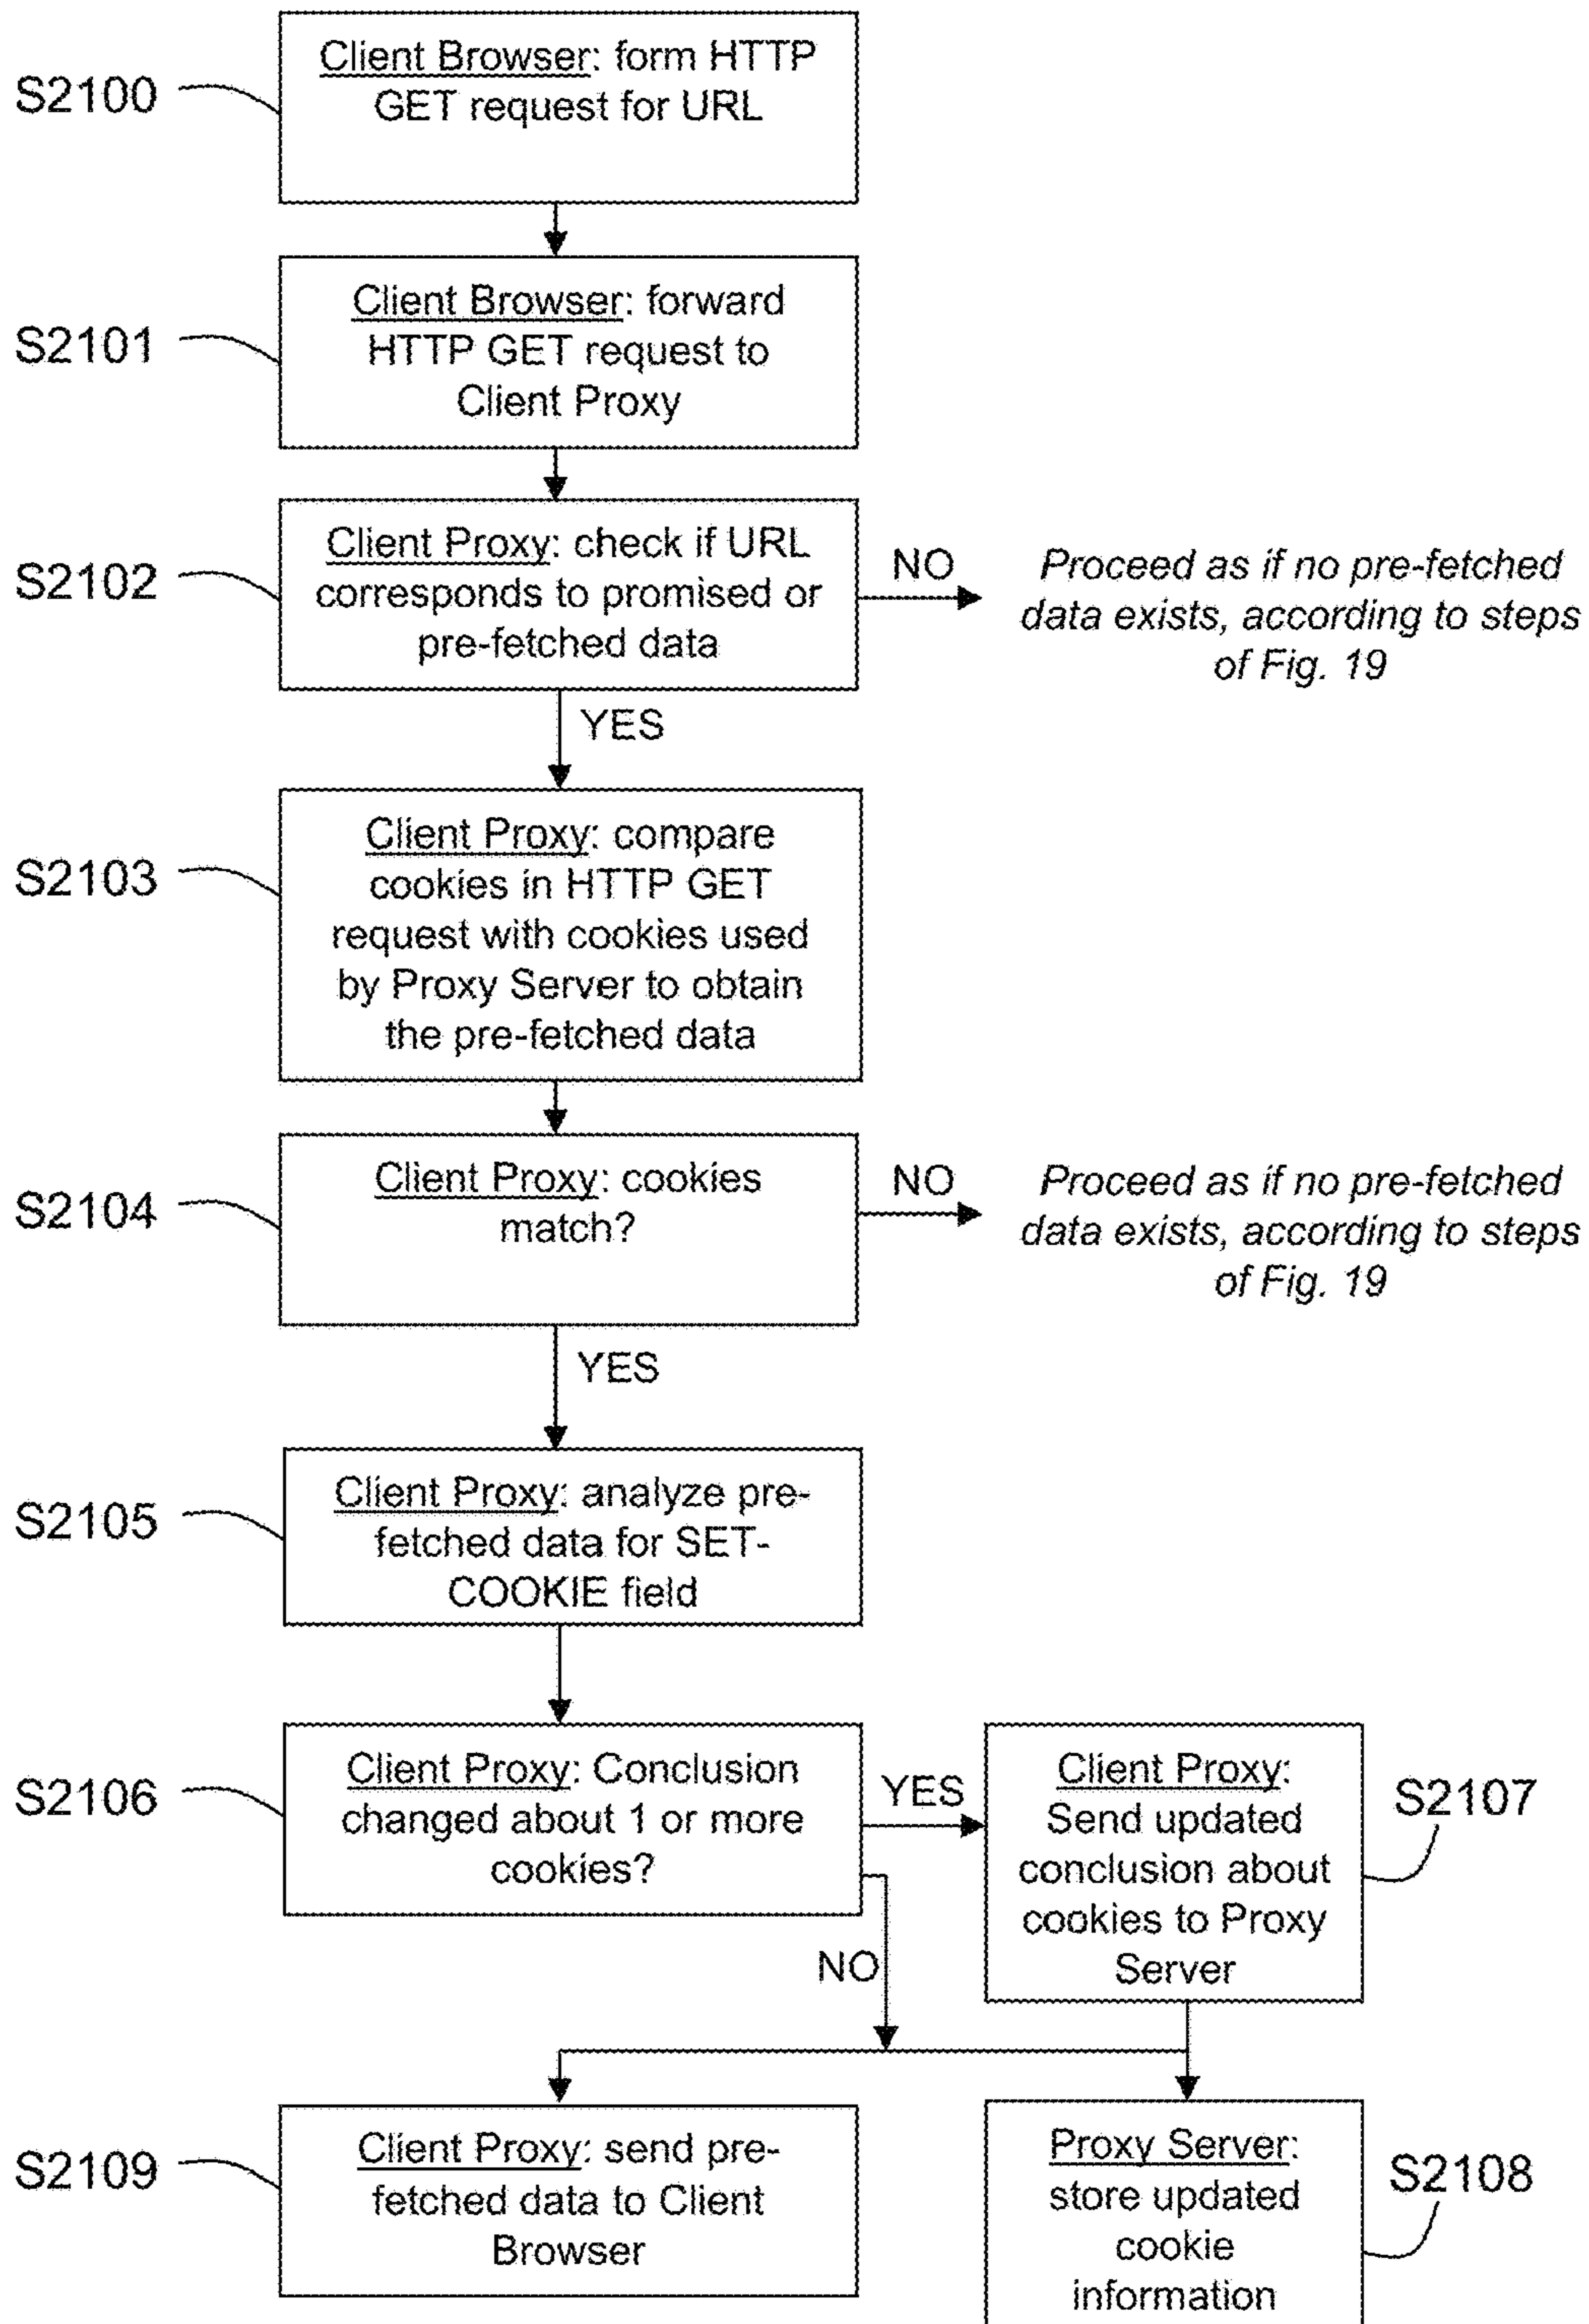 S2100
Client Browser: form HTTP
GET request for URL
S2101
Client Browser: forward
HTTP GET request to
Client Proxy
S2102
Client Proxy: check if URL
corresponds to promised or
pre-fetched data
NO
Proceed as if no pre-fetched
data exists, according to steps
of Fig. 19
YES
S2103
Client Proxy: compare
cookies in HTTP GET
request with cookies used
by Proxy Server to obtain
the pre-fetched data
S2104
Client Proxy: cookies
match?
NO
Proceed as if no pre-fetched
data exists, according to steps
of Fig. 19
YES
S2105
Client Proxy: analyze pre-
fetched data for SET-
COOKIE field
S2106
Client Proxy: Conclusion
changed about 1 or more
cookies?
YES
NO
Client Proxy:
Send updated
conclusion about
cookies to Proxy
Server
S2107
S2109
Client Proxy: send pre-
fetched data to Client
Browser
Proxy Server:
store updated
cookie
information
S2108